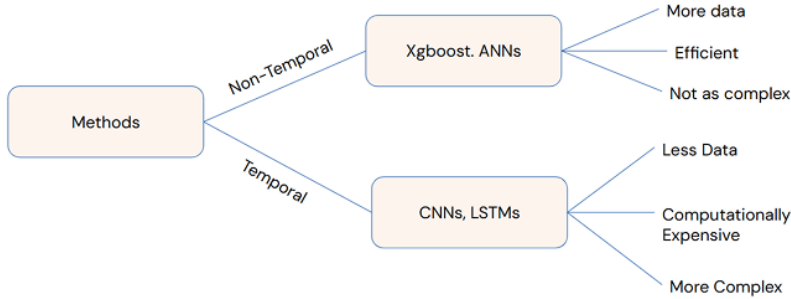 Methods
Non-Temporal
Xgboost. ANNs
More data
Efficient
Not as complex
Temporal
CNNs, LSTMs
Less Data
Computationally
Expensive
More Complex